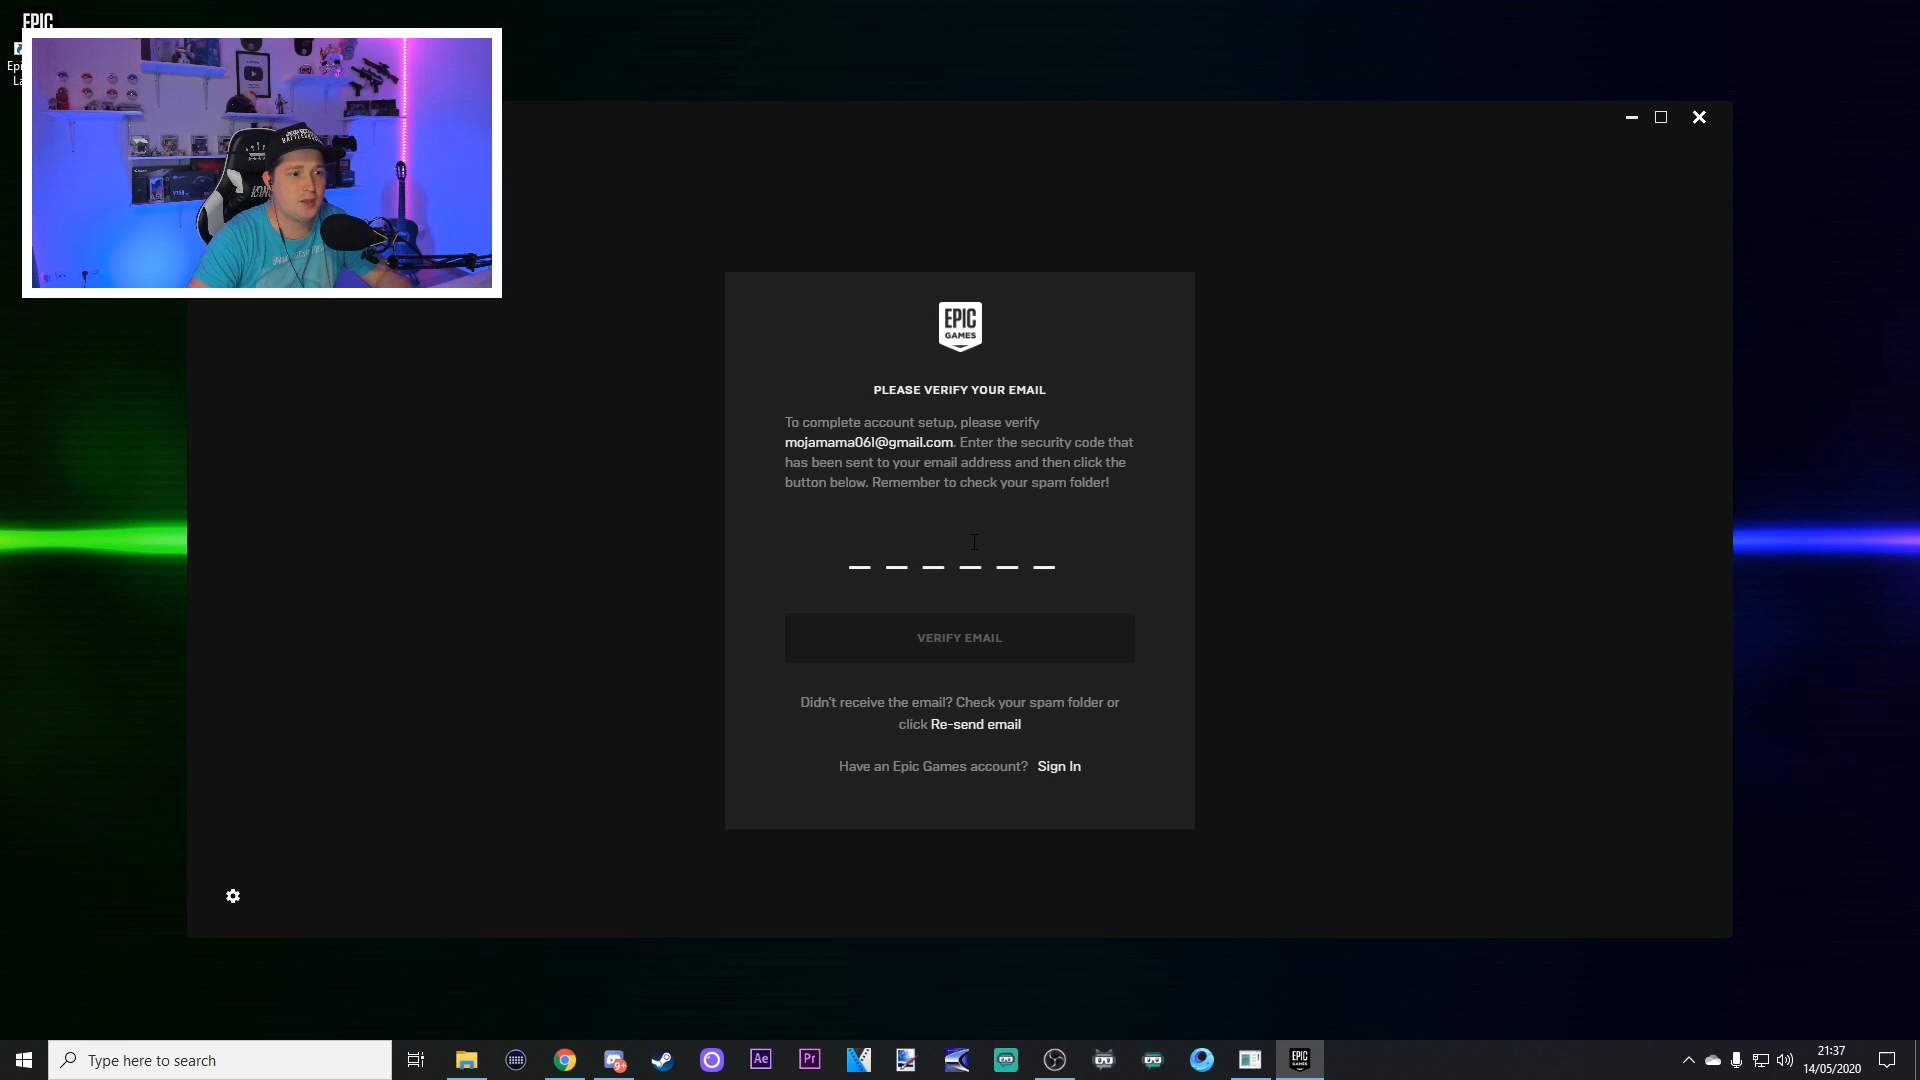 EPIC
EPIC
GAMES
PLEASE VERIFY YOUR EMAIL
To complete account setup, please verify
mojamama06l@gmail.com. Enter the security code that
has been sent to your email address and then click the
button below. Remember to check your spam folder!
VERIFY EMAIL
Didn't receive the email? Check your spam folder or
click Re-send email
Have an Epic Games account? Sign In
Type here to search
9+
Ae
Pr
EPIC
GAMES
21:37
14/05/2020